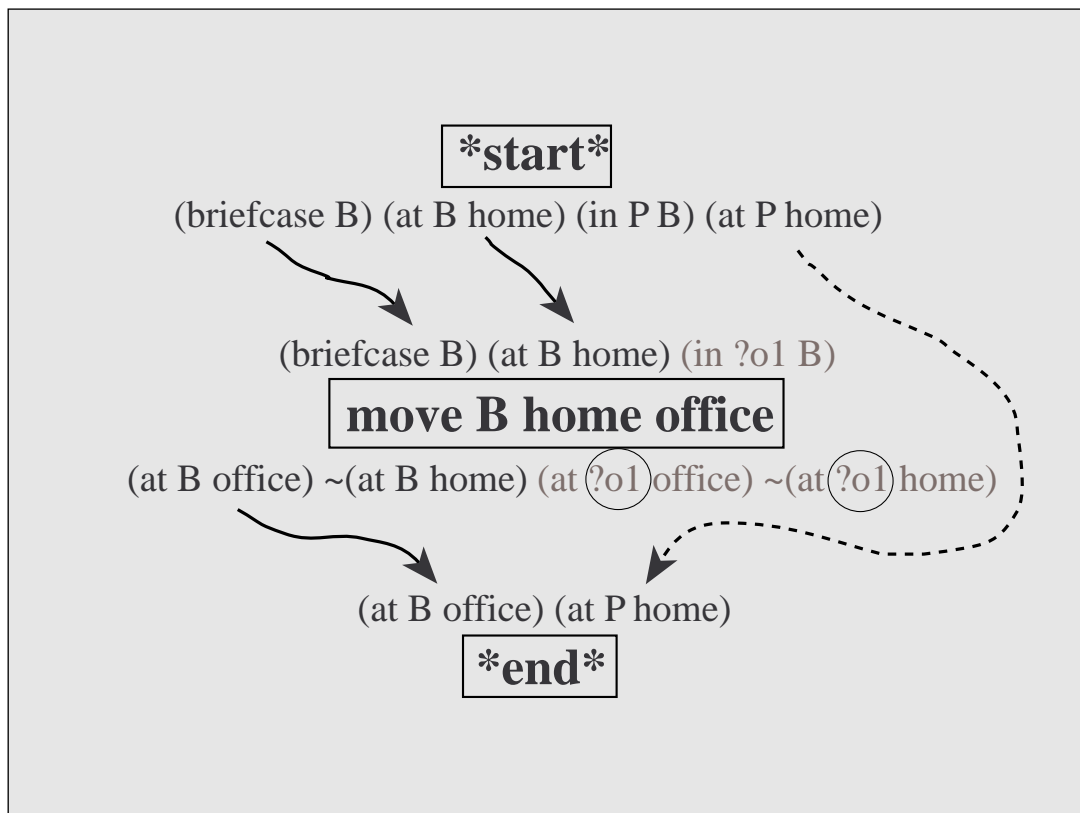 *start*
(briefcase B) (at B home) (in P B) (at P home)
(briefcase B) (at B home) (in ?o1 B)
move B home office
(at B office) ~(at B home) (at ?o1 office) ~(at ?o1 home)
(at B office) (at P home)
*end*